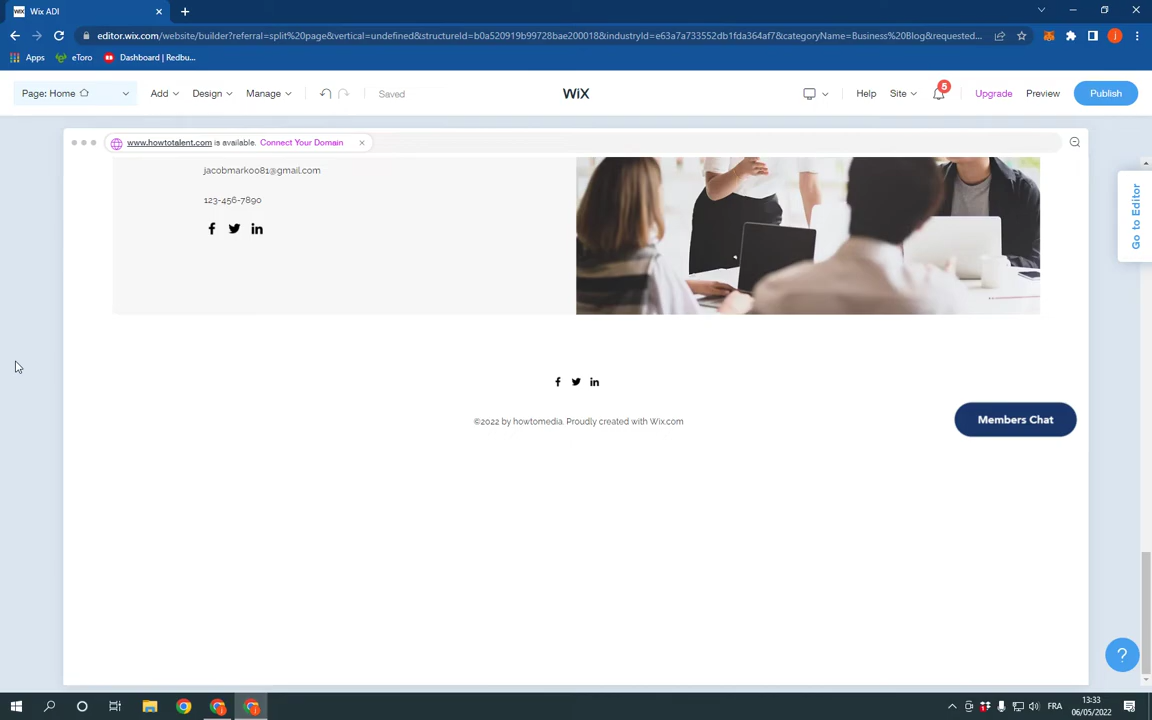 WiX Wix ADI
editor.wix.com/website/builder?referral=split%20page&vertical=undefined&structureId=b0a520919b99728bae200018&industryId=e63a7a733552db1fda364af7&categoryName=Business%20Blog&requested...
Apps eToro Dashboard | Redbu...
Page: Home Add Design Manage Saved WiX Help Site 5 Upgrade Preview Publish
www.howtotalent.com is available. Connect Your Domain
jacobmark0081@gmail.com
123-456-7890
Go to Editor
©2022 by howtomedia. Proudly created with Wix.com
Members Chat
?
13:33
FRA
06/05/2022